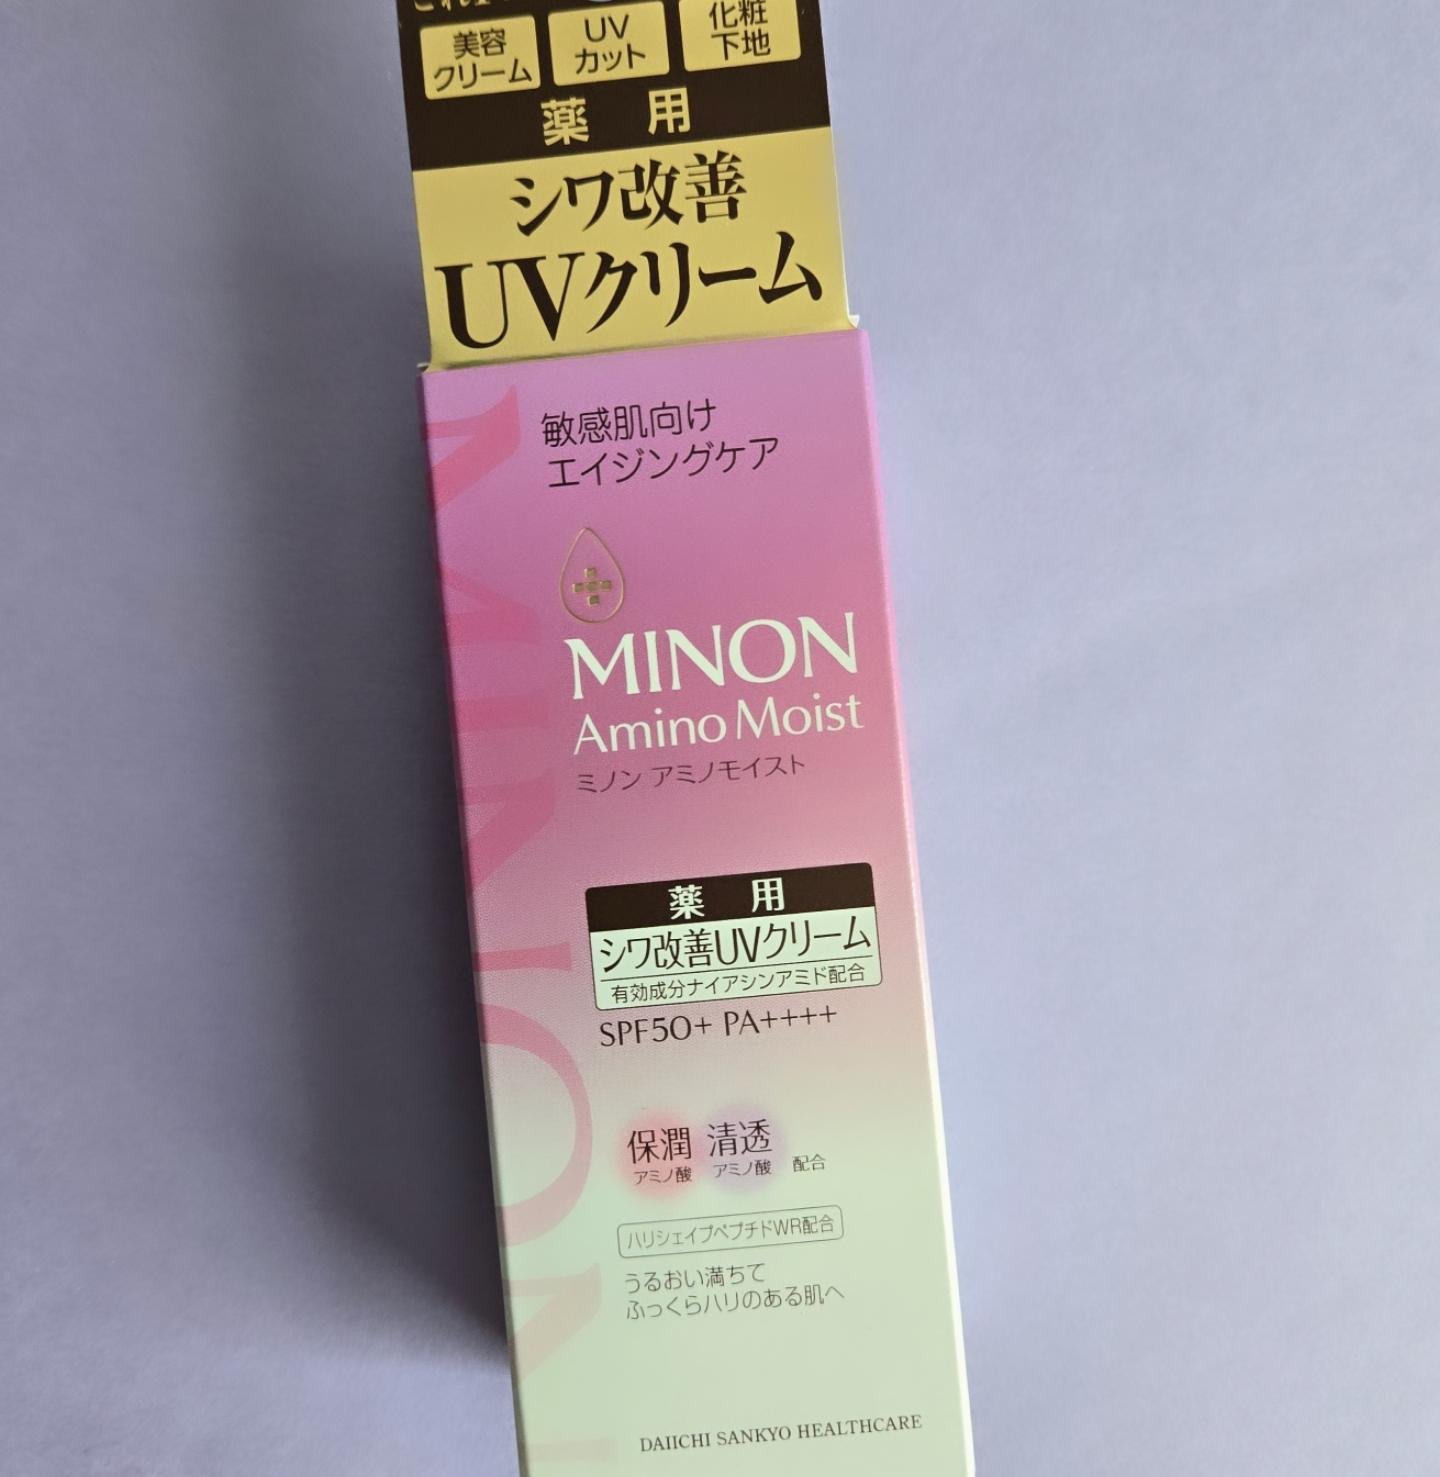 美容
クリーム
UV
カット
化粧
下地
薬用
シワ改善
UVクリーム
敏感肌向け
エイジングケア
MINON
Amino Moist
ミノン アミノモイスト
薬用
シワ改善UVクリーム
有効成分ナイアシンアミド配合
SPF50+ PA++++
保潤 清透
アミノ酸 アミノ酸 配合
ハリシェイプペプチドWR配合
うるおい満ちて
ふっくらハリのある肌へ
DAIICHI SANKYO HEALTHCARE
MINON